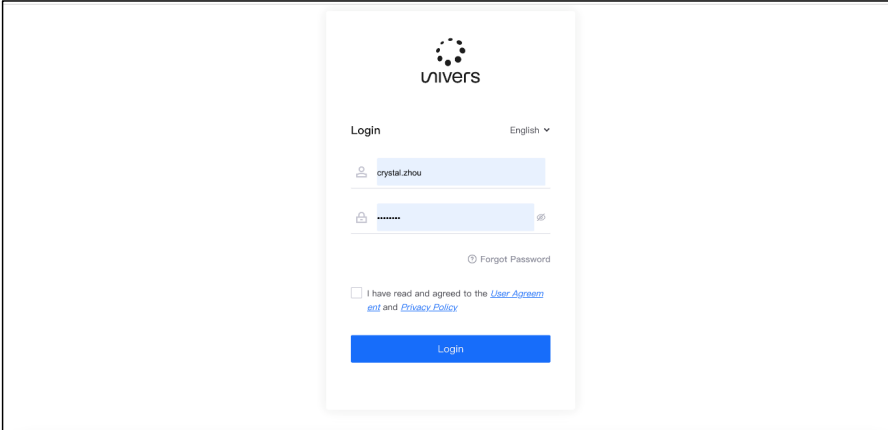 univers
Login
English
crystal.zhou
••••••••
Forgot Password
I have read and agreed to the User Agreem
ent and Privacy Policy
Login